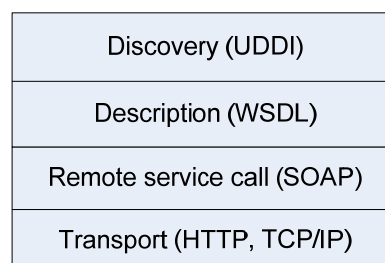 Discovery (UDDI)
Description (WSDL)
Remote service call (SOAP)
Transport (HTTP, TCP/IP)